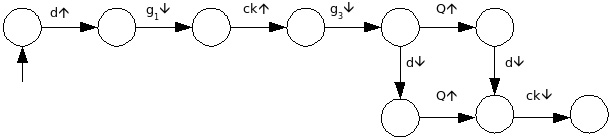 d↑ g₁↓ ck↑ g₃↓ Q↑
d↓ d↓
Q↑ ck↓